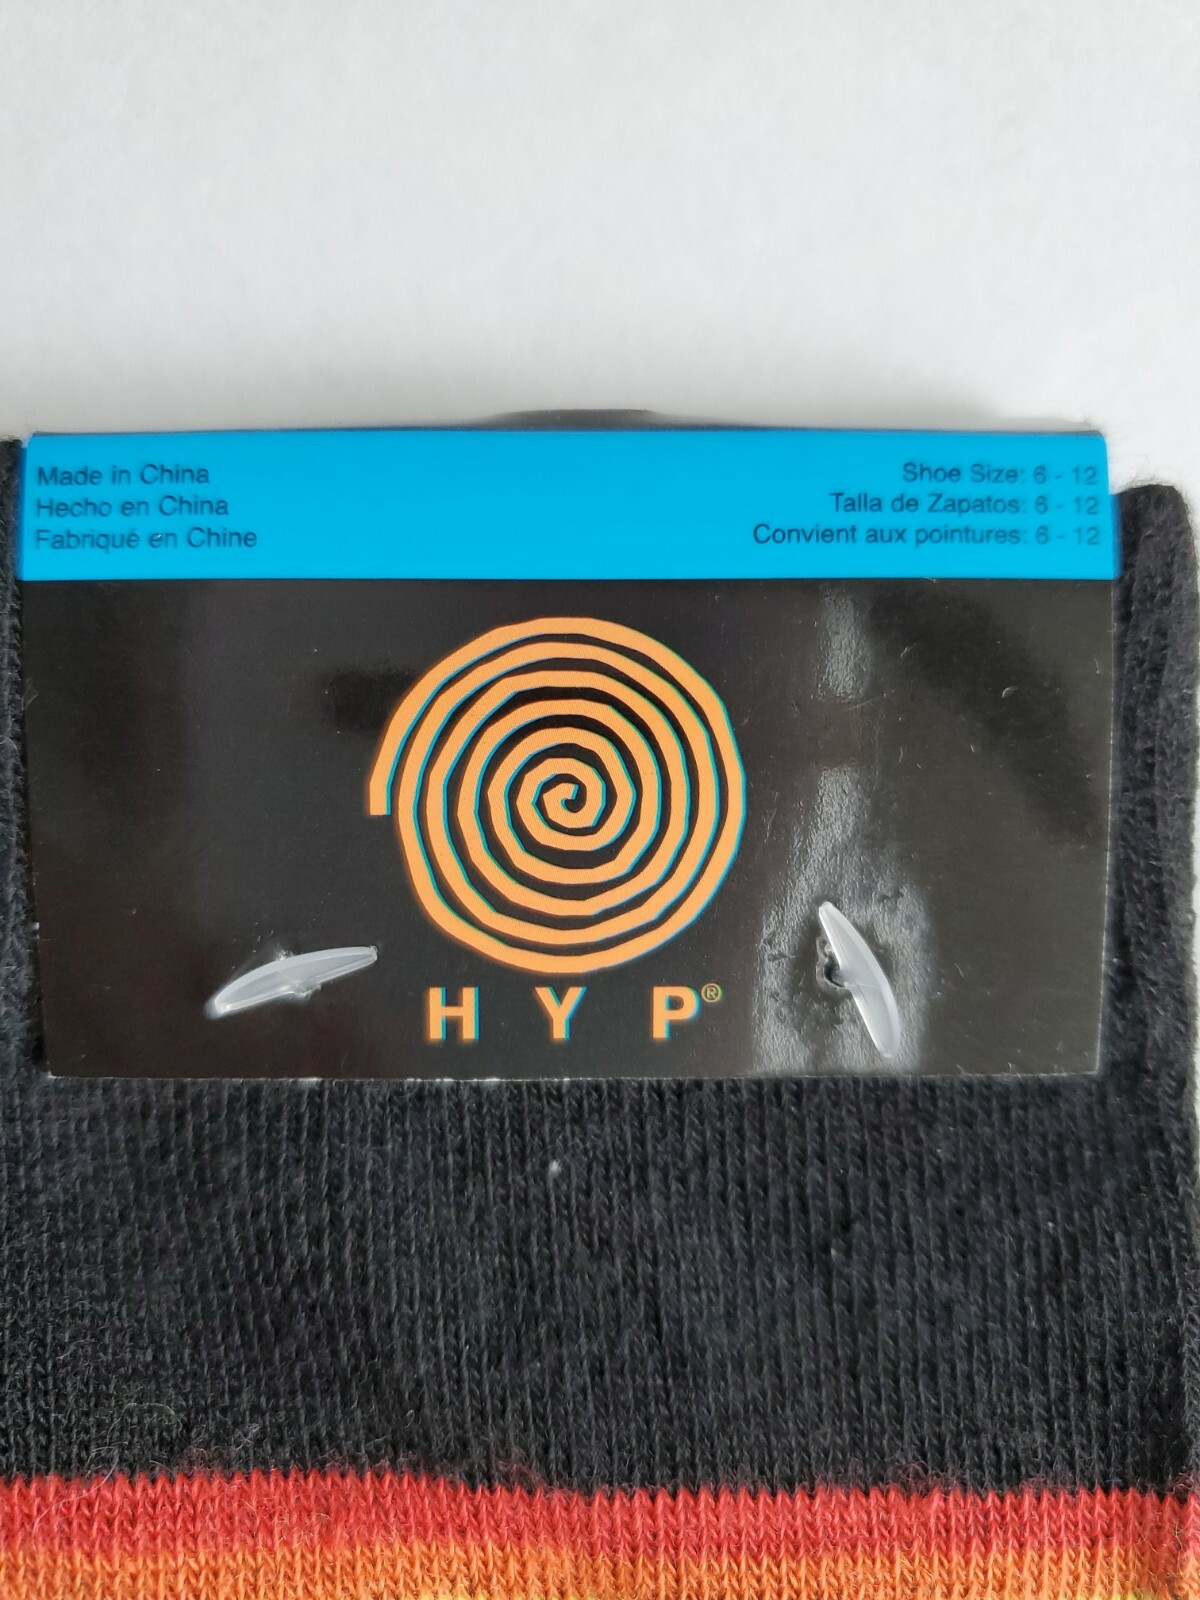 Made in China
Hecho en China
Fabriqué en Chine
Shoe Size: 6 - 12
Talla de Zapatos: 6 - 12
Convient aux pointures: 6 - 12
HYP®